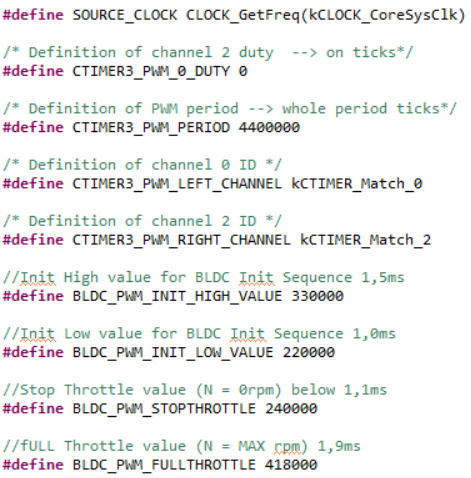 #define SOURCE_CLOCK CLOCK_GetFreq(kCLOCK_CoreSysClk)
/* Definition of channel 2 duty  --> on ticks*/
#define CTIMER3_PWM_0_DUTY 0
/* Definition of PWM period --> whole period ticks*/
#define CTIMER3_PWM_PERIOD 4400000
/* Definition of channel 0 ID */
#define CTIMER3_PWM_LEFT_CHANNEL kCTIMER_Match_0
/* Definition of channel 2 ID */
#define CTIMER3_PWM_RIGHT_CHANNEL kCTIMER_Match_2
//Init High value for BLDC Init Sequence 1,5ms
#define BLDC_PWM_INIT_HIGH_VALUE 330000
//Init Low value for BLDC Init Sequence 1,0ms
#define BLDC_PWM_INIT_LOW_VALUE 220000
//Stop Throttle value (N = 0rpm) below 1,1ms
#define BLDC_PWM_STOPTHROTTLE 240000
//fULL Throttle value (N = MAX rpm) 1,9ms
#define BLDC_PWM_FULLTHROTTLE 418000